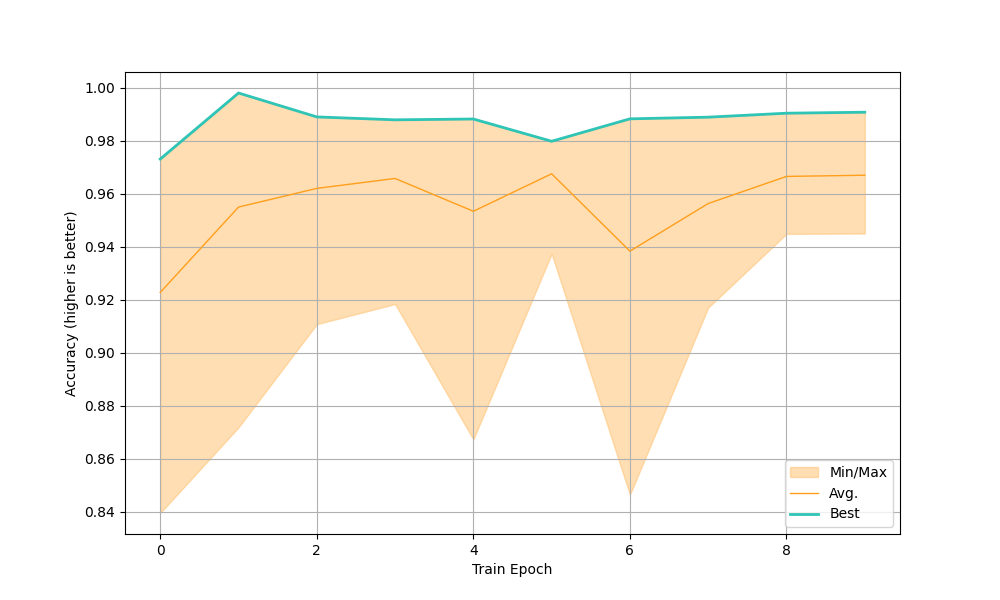 1.00
0.98
0.96
0.94
0.92
0.90
0.88
0.86
0.84
Accuracy (higher is better)
Min/Max
Avg.
Best
0 2 4 6 8
Train Epoch